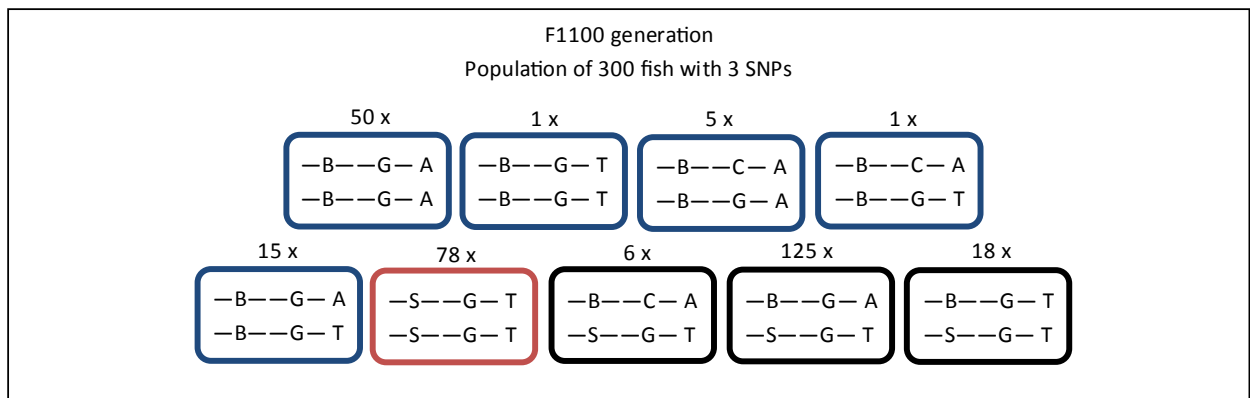 F1100 generation
Population of 300 fish with 3 SNPs
50 x 1 x 5 x 1 x
—B——G— A —B——G— T —B——C— A —B——C— A
—B——G— A —B——G— T —B——G— A —B——G— T
15 x 78 x 6 x 125 x 18 x
—B——G— A —S——G— T —B——C— A —B——G— A —B——G— T
—B——G— T —S——G— T —S——G— T —S——G— T —S——G— T